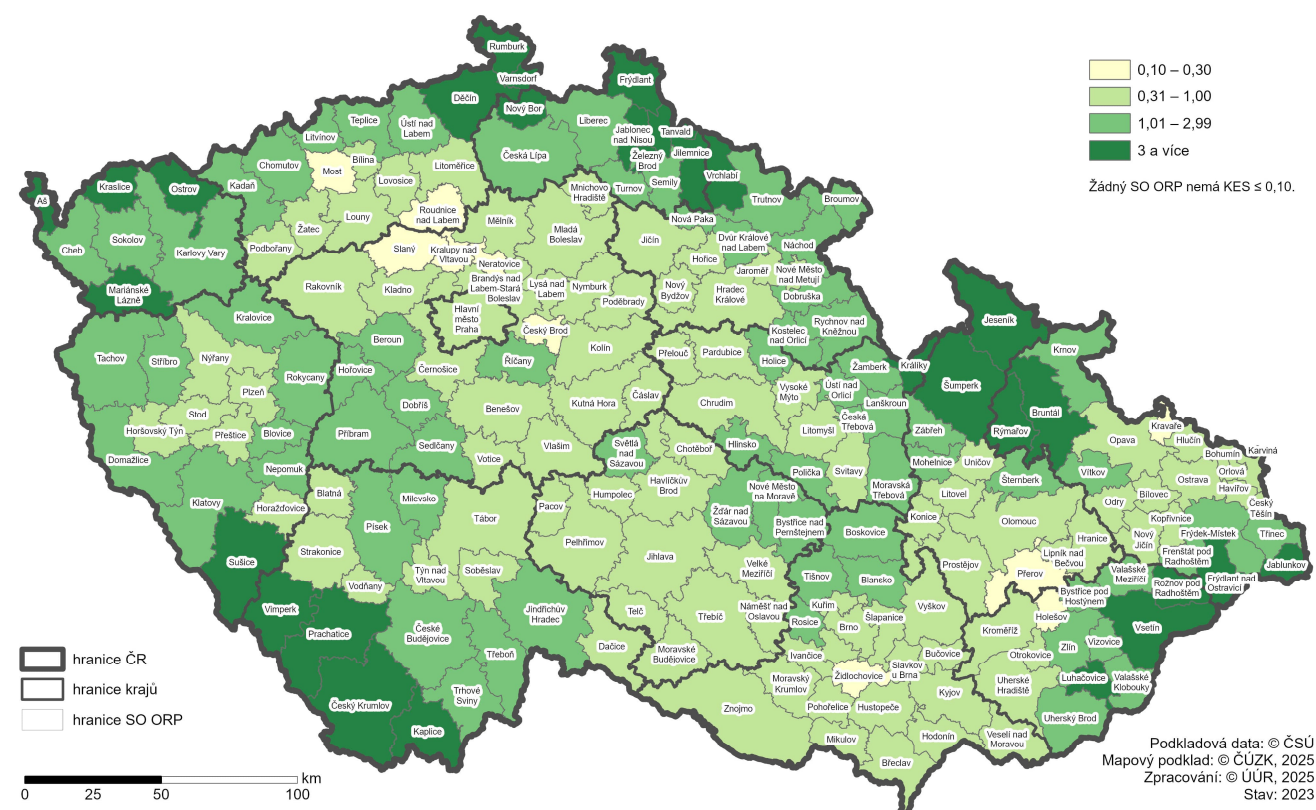 Rumburk
Varnsdorf
Frýdlant
Děčín
Nový Bor
0,10 – 0,30
0,31 – 1,00
1,01 – 2,99
3 a více
Žádný SO ORP nemá KES ≤ 0,10.
Teplice
Ústí nad
Labem
Liberec
Jablonec
nad Nisou
Tanvald
Litvínov
Bílina
Česká Lípa
Železný
Brod
Jilemnice
Vrchlabí
Most
Litoměřice
Chomutov
Lovosice
Kadaň
Mnichovo
Hradiště
Turnov
Semily
Trutnov
Broumov
Aš
Kraslice
Ostrov
Roudnice
nad Labem
Mělník
Nová Paka
Louny
Žatec
Mladá
Boleslav
Jičín
Dvůr Králové
nad Labem
Náchod
Cheb
Sokolov
Karlovy Vary
Podbořany
Slaný
Kralupy nad
Vltavou
Neratovice
Hořice
Jaroměř
Nové Město
nad Metují
Mariánské
Lázně
Rakovník
Kladno
Brandýs nad
Labem-Stará
Boleslav
Lysá nad
Labem
Nymburk
Poděbrady
Nový
Bydžov
Hradec
Králové
Dobruška
Kralovice
Hlavní
město
Praha
Český Brod
Rychnov nad
Kněžnou
Kostelec
nad Orlicí
Jeseník
Beroun
Tachov
Stříbro
Nýřany
Hořovice
Černošice
Říčany
Kolín
Přelouč
Pardubice
Holice
Žamberk
Králíky
Krnov
Rokycany
Plzeň
Šumperk
Stod
Dobříš
Benešov
Kutná Hora
Čáslav
Chrudim
Vysoké
Mýto
Ústí nad
Orlicí
Lanškroun
Bruntál
Horšovský Týn
Přeštice
Blovice
Příbram
Sedlčany
Vlašim
Světlá
nad
Sázavou
Chotěboř
Hlinsko
Litomyšl
Česká
Třebová
Zábřeh
Rýmařov
Kravaře
Opava
Hlučín
Domažlice
Nepomuk
Votice
Svitavy
Mohelnice
Uničov
Šternberk
Vítkov
Bohumín
Karviná
Orlová
Ostrava
Havířov
Klatovy
Horažďovice
Blatná
Milevsko
Písek
Tábor
Pacov
Humpolec
Havlíčkův
Brod
Žďár nad
Sázavou
Nové Město
na Moravě
Polička
Moravská
Třebová
Litovel
Odry
Bílovec
Český
Těšín
Kopřivnice
Strakonice
Bystřice nad
Pernštejnem
Boskovice
Konice
Olomouc
Nový
Jičín
Frýdek-Místek
Třinec
Sušice
Pelhřimov
Jihlava
Hranice
Frenštát pod
Radhoštěm
Jablunkov
Vodňany
Týn nad
Vltavou
Soběslav
Velké
Meziříčí
Tišnov
Blansko
Prostějov
Přerov
Lipník nad
Bečvou
Valašské
Meziříčí
Rožnov pod
Radhoštěm
Frýdlant nad
Ostravicí
Vimperk
Prachatice
České
Budějovice
Jindřichův
Hradec
Telč
Třebíč
Náměšť nad
Oslavou
Kuřim
Rosice
Brno
Šlapanice
Vyškov
Bystřice pod
Hostýnem
Holešov
Kroměříž
Vsetín
Dačice
Moravské
Budějovice
Ivančice
Bučovice
Otrokovice
Zlín
Vizovice
hranice ČR
hranice krajů
hranice SO ORP
Třeboň
Trhové
Sviny
Český Krumlov
Kaplice
Moravský
Krumlov
Židlochovice
Slavkov
u Brna
Uherské
Hradiště
Luhačovice
Valašské
Klobouky
Znojmo
Pohořelice
Hustopeče
Kyjov
Uherský Brod
Mikulov
Hodonín
Veselí nad
Moravou
Břeclav
km
0 25 50 100
Podkladová data: © ČSÚ
Mapový podklad: © ČÚZK, 2025
Zpracování: © ÚÚR, 2025
Stav: 2023